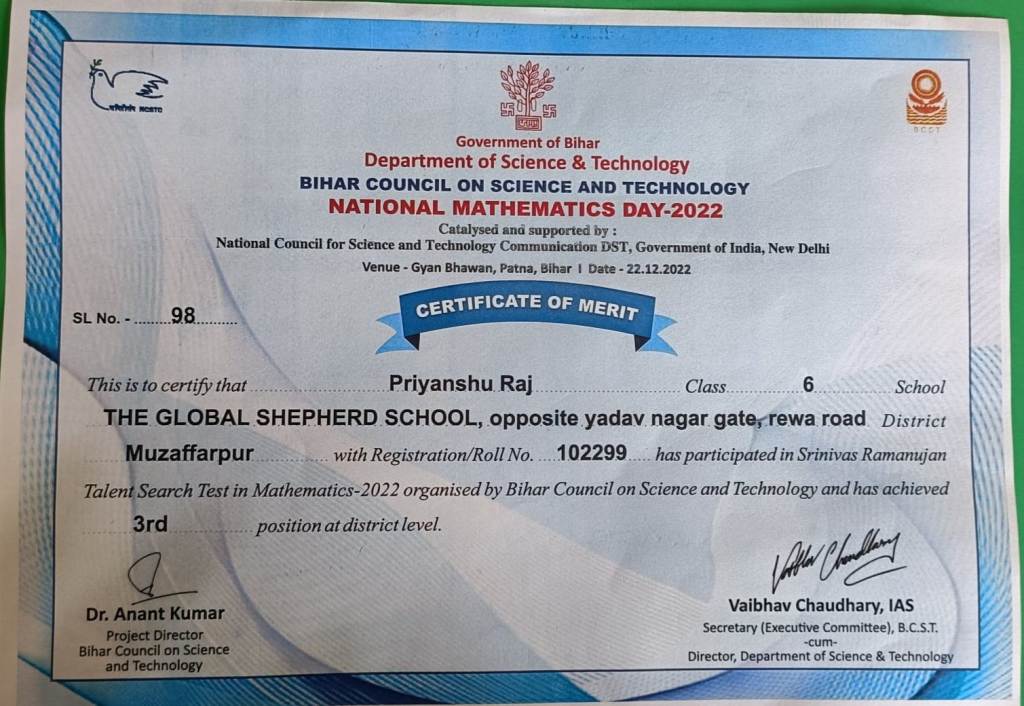 NCSTC
BCST
Government of Bihar
Department of Science & Technology
BIHAR COUNCIL ON SCIENCE AND TECHNOLOGY
NATIONAL MATHEMATICS DAY-2022
Catalysed and supported by :
National Council for Science and Technology Communication DST, Government of India, New Delhi
Venue - Gyan Bhawan, Patna, Bihar I Date - 22.12.2022
CERTIFICATE OF MERIT
SL No. - 98
This is to certify that Priyanshu Raj Class 6 School
THE GLOBAL SHEPHERD SCHOOL, opposite yadav nagar gate, rewa road District
Muzaffarpur with Registration/Roll No. 102299 has participated in Srinivas Ramanujan
Talent Search Test in Mathematics-2022 organised by Bihar Council on Science and Technology and has achieved
3rd position at district level.
Vaibhav Chaudhary
Dr. Anant Kumar
Project Director
Bihar Council on Science
and Technology
Vaibhav Chaudhary, IAS
Secretary (Executive Committee), B.C.S.T.
-cum-
Director, Department of Science & Technology